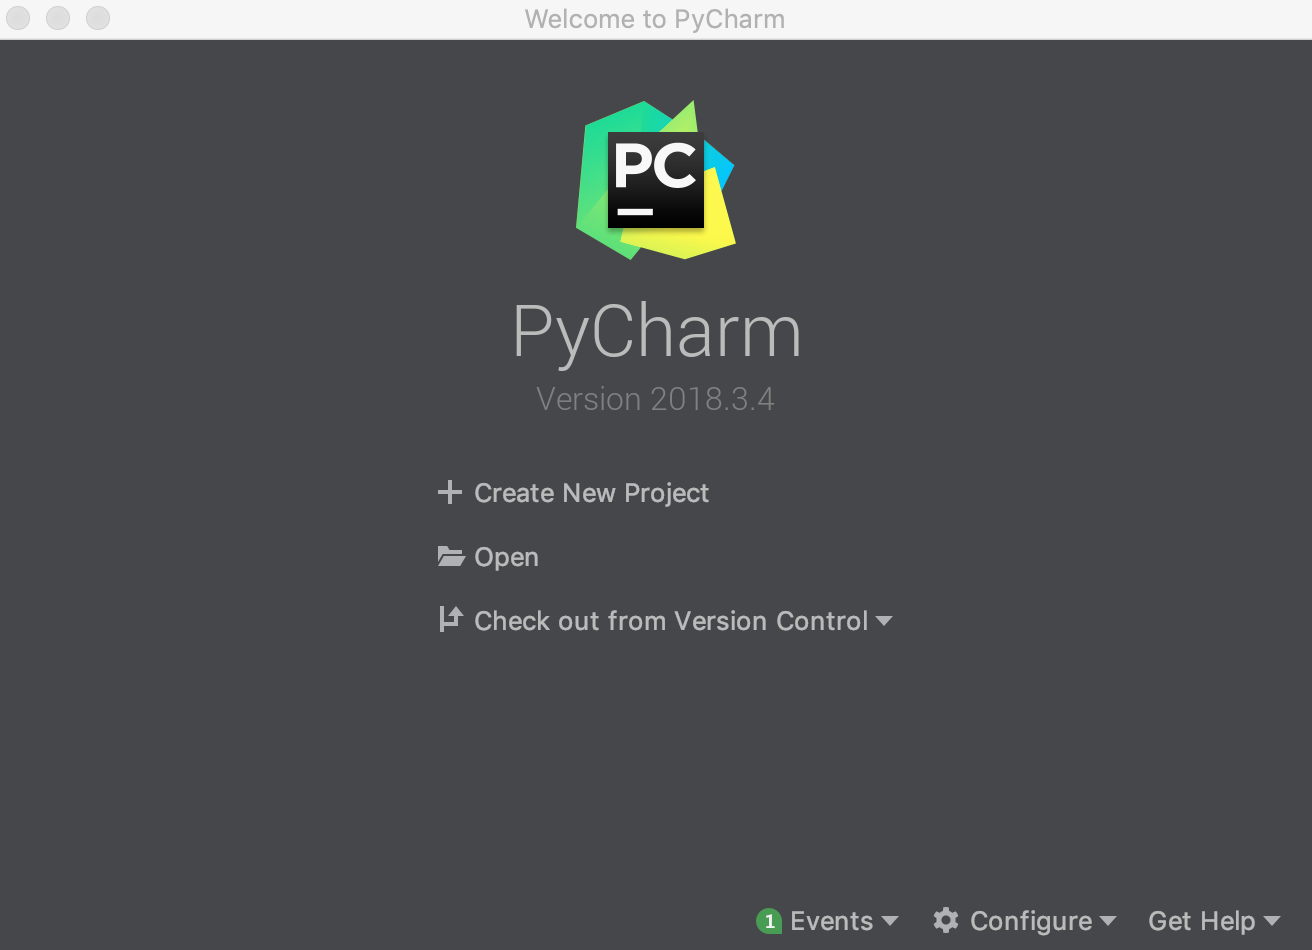 Welcome to PyCharm
PC
PyCharm
Version 2018.3.4
Create New Project
Open
Check out from Version Control
1 Events Configure Get Help